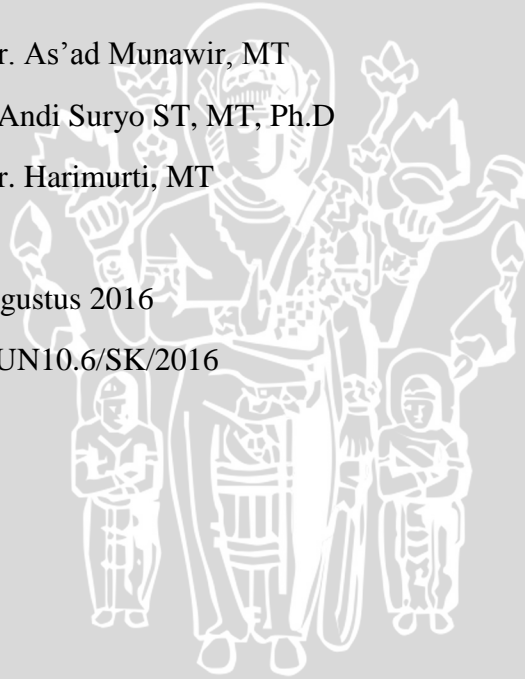 r. As’ad Munawir, MT
Andi Suryo ST, MT, Ph.D
r. Harimurti, MT
gustus 2016
UN10.6/SK/2016